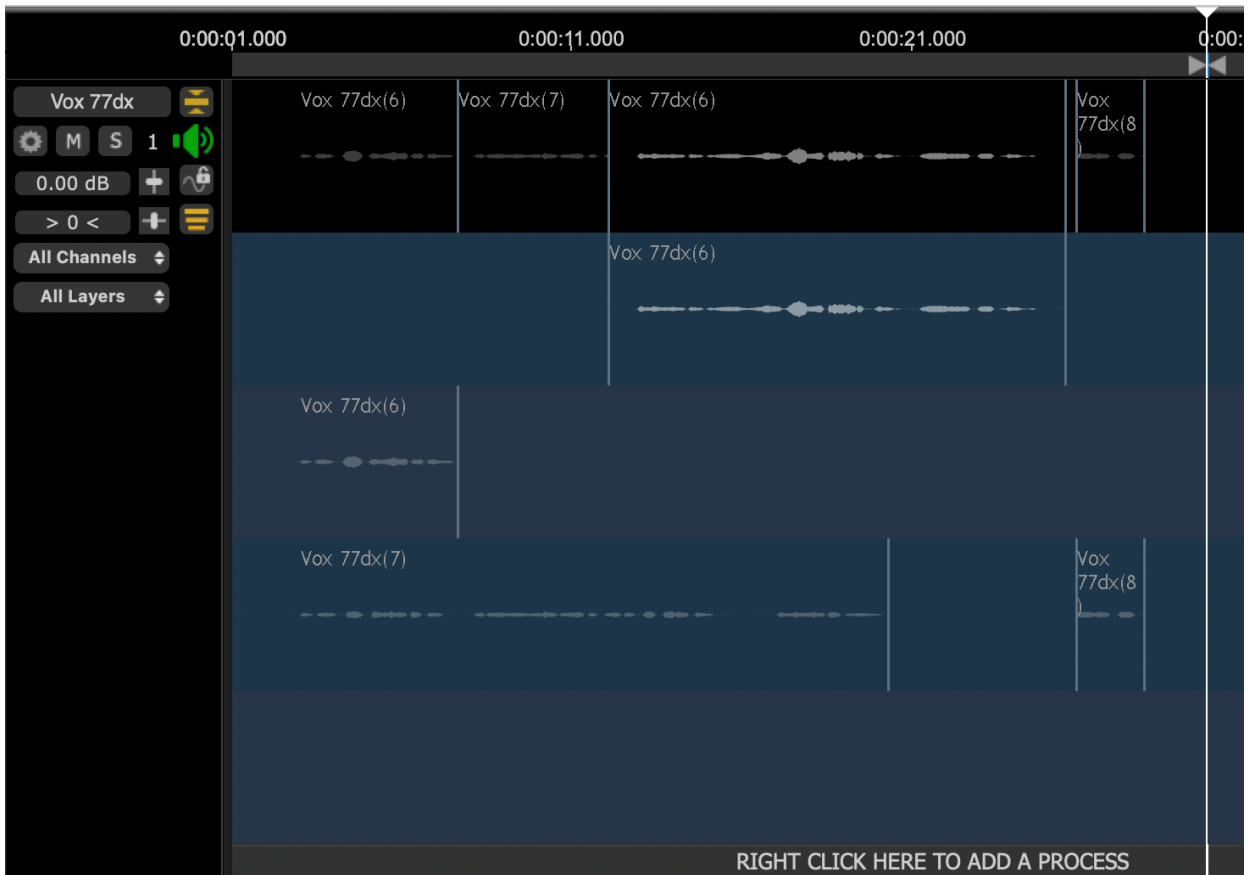 0:00:01.000 0:00:11.000 0:00:21.000 0:00:
Vox 77dx
M S 1
0.00 dB
> 0 <
All Channels
All Layers
Vox 77dx(6) Vox 77dx(7) Vox 77dx(6) Vox
77dx(8
)
Vox 77dx(6)
Vox 77dx(6)
Vox 77dx(7) Vox
77dx(8
)
RIGHT CLICK HERE TO ADD A PROCESS